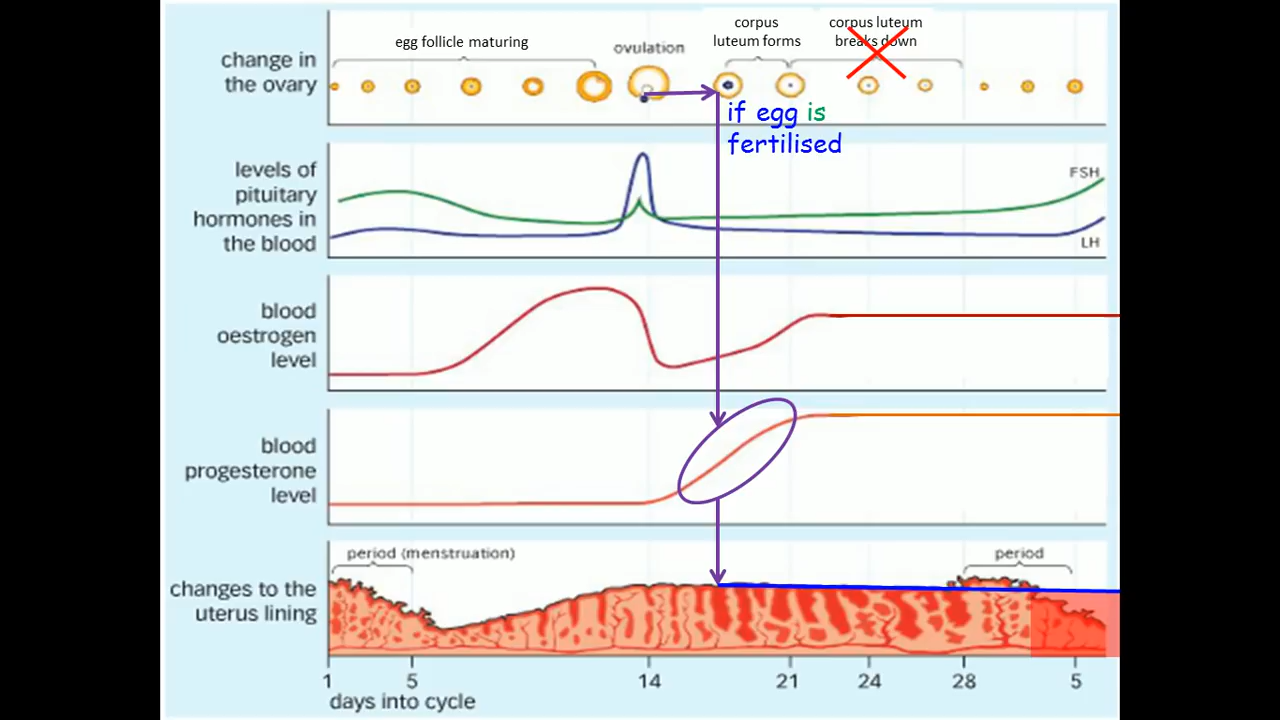 corpus
luteum forms
corpus luteum
breaks down
egg follicle maturing
ovulation
change in
the ovary
if egg is
fertilised
levels of
pituitary
hormones in
the blood
FSH
LH
blood
oestrogen
level
blood
progesterone
level
period (menstruation)
period
changes to the
uterus lining
1 5 14 21 24 28 5
days into cycle